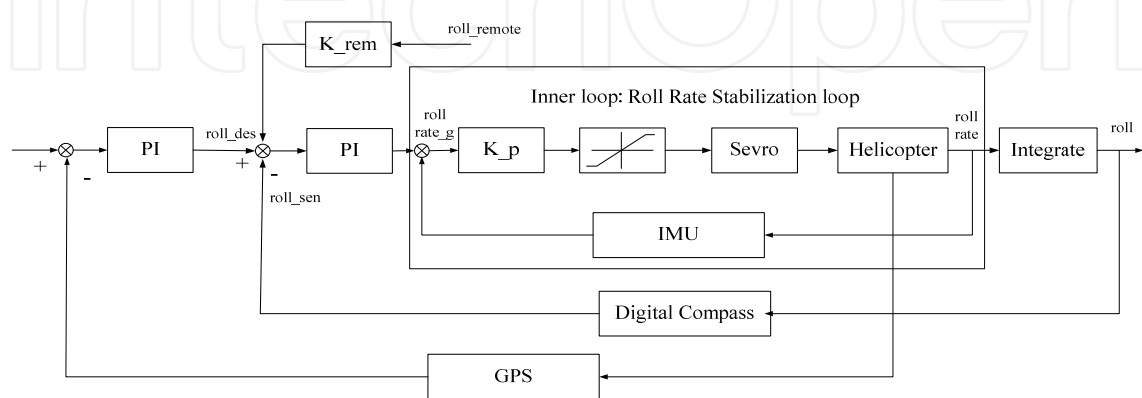 IntechOpen
roll_remote
K_rem
Inner loop: Roll Rate Stabilization loop
roll
rate_g
roll
rate
roll
roll_des
+
-
PI
+
-
PI
K_p
Sevro
Helicopter
Integrate
roll_sen
IMU
Digital Compass
GPS